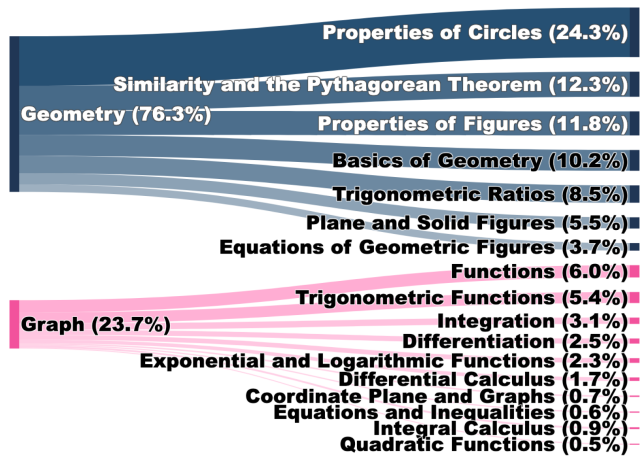 Properties of Circles (24.3%)
Similarity and the Pythagorean Theorem (12.3%)
Geometry (76.3%)
Properties of Figures (11.8%)
Basics of Geometry (10.2%)
Trigonometric Ratios (8.5%)
Plane and Solid Figures (5.5%)
Equations of Geometric Figures (3.7%)
Functions (6.0%)
Trigonometric Functions (5.4%)
Graph (23.7%)
Integration (3.1%)
Differentiation (2.5%)
Exponential and Logarithmic Functions (2.3%)
Differential Calculus (1.7%)
Coordinate Plane and Graphs (0.7%)
Equations and Inequalities (0.6%)
Integral Calculus (0.9%)
Quadratic Functions (0.5%)